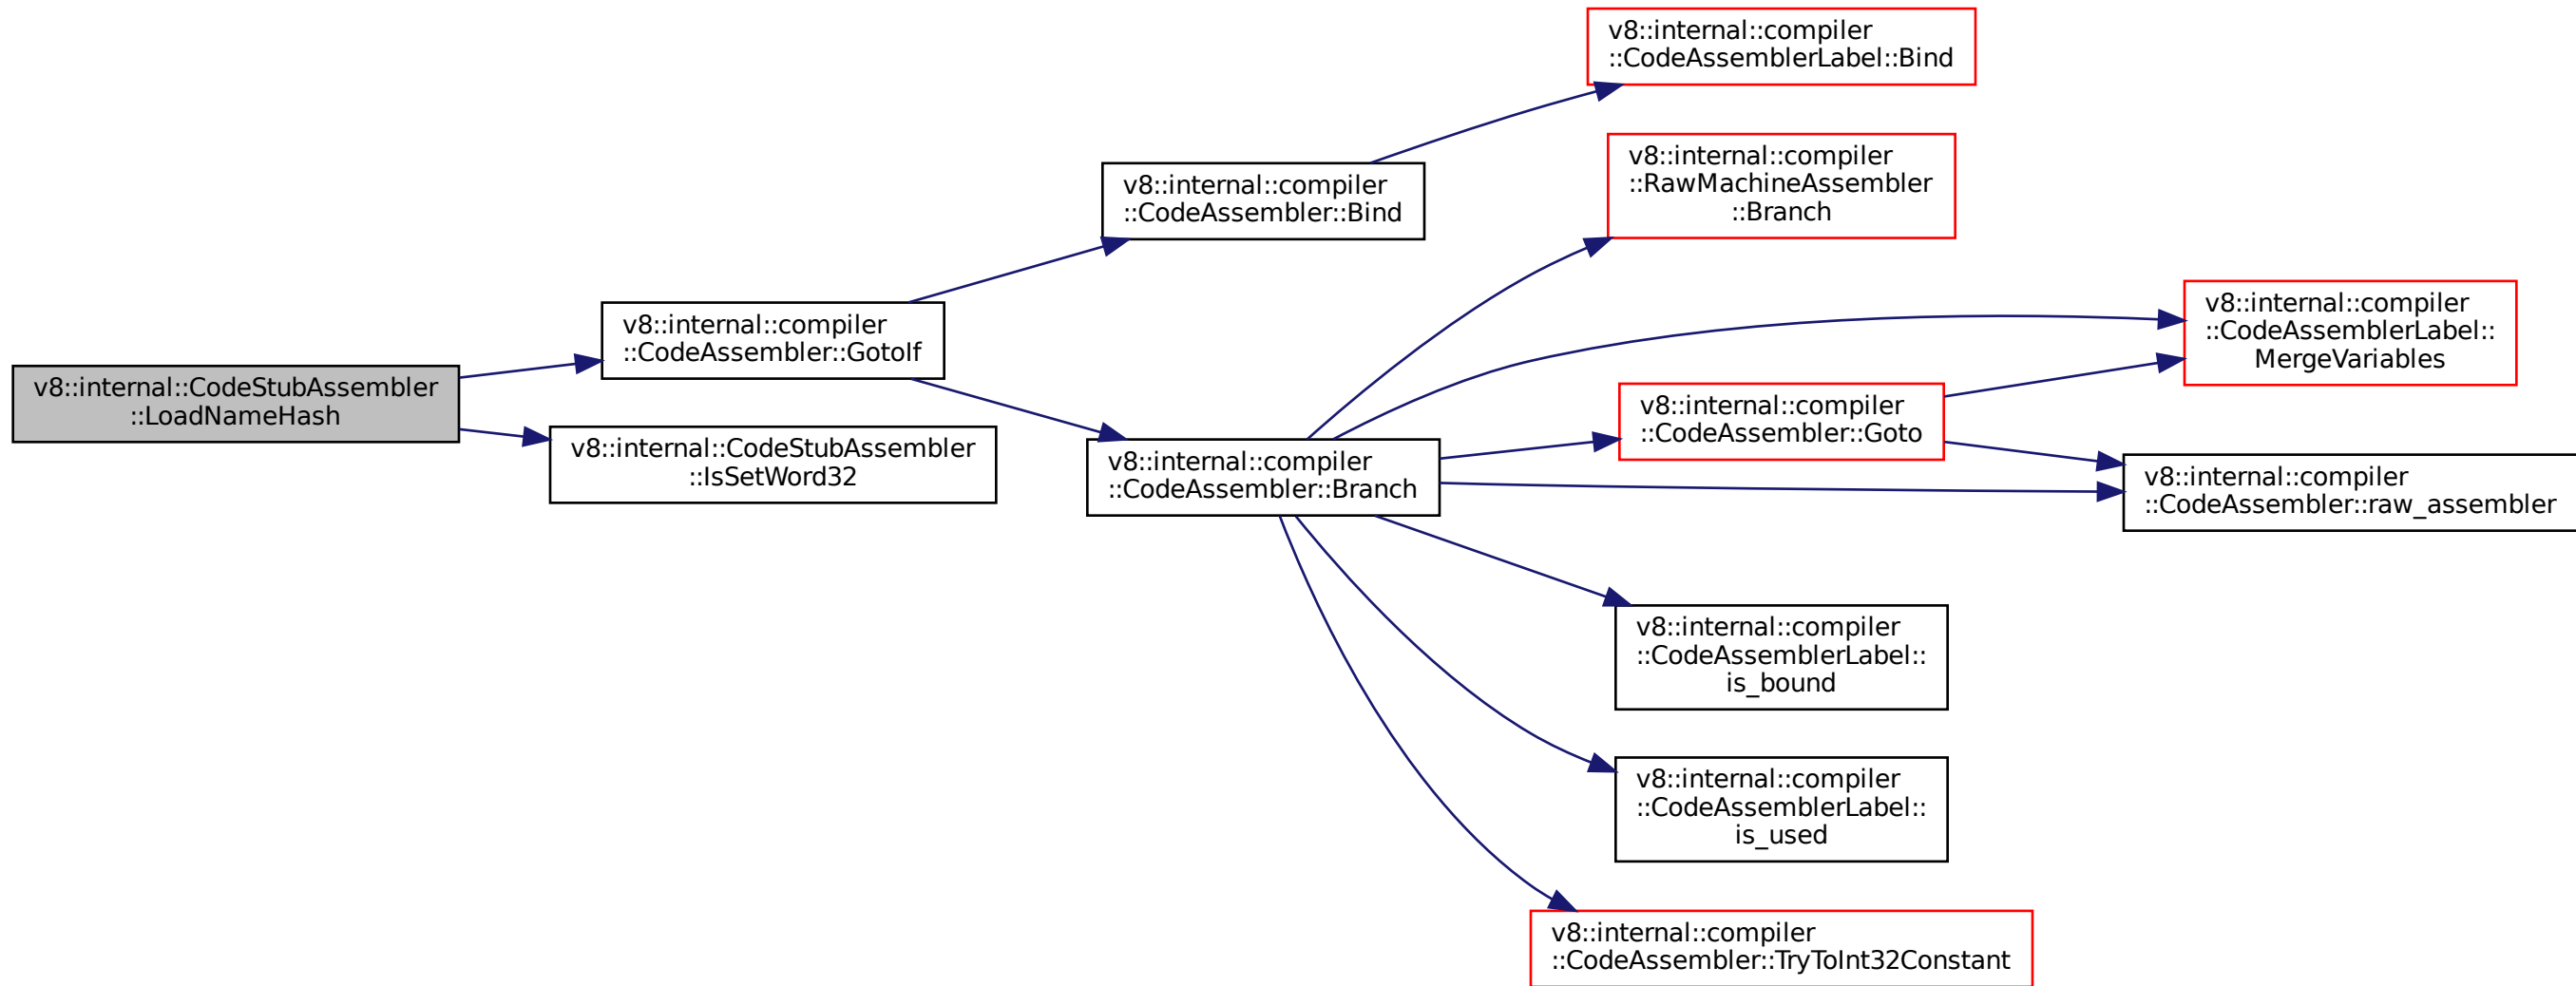 v8::internal::CodeStubAssembler
::LoadNameHash
v8::internal::compiler
::CodeAssembler::GotoIf
v8::internal::CodeStubAssembler
::IsSetWord32
v8::internal::compiler
::CodeAssembler::Bind
v8::internal::compiler
::CodeAssembler::Branch
v8::internal::compiler
::CodeAssemblerLabel::Bind
v8::internal::compiler
::RawMachineAssembler
::Branch
v8::internal::compiler
::CodeAssembler::Goto
v8::internal::compiler
::CodeAssemblerLabel::
is_bound
v8::internal::compiler
::CodeAssemblerLabel::
is_used
v8::internal::compiler
::CodeAssembler::TryToInt32Constant
v8::internal::compiler
::CodeAssemblerLabel::
MergeVariables
v8::internal::compiler
::CodeAssembler::raw_assembler